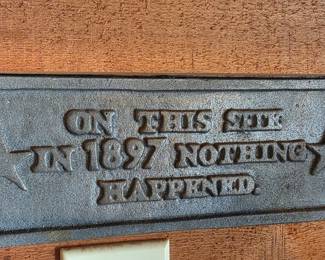 ON THIS SITE
IN 1897 NOTHING
HAPPENED.